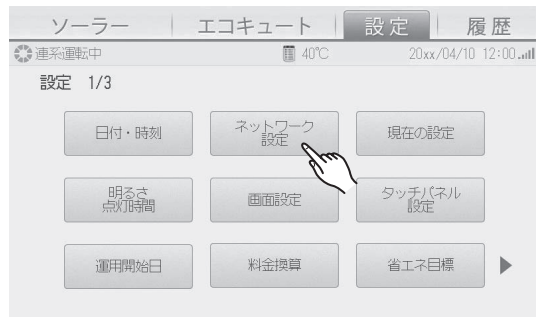 ソーラー エコキュート 設定 履歴
連系運転中 40℃ 20xx/04/10 12:00
設定 1/3
日付・時刻 ネットワーク
設定 現在の設定
明るさ
点灯時間 画面設定 タッチパネル
設定
運用開始日 料金換算 省エネ目標